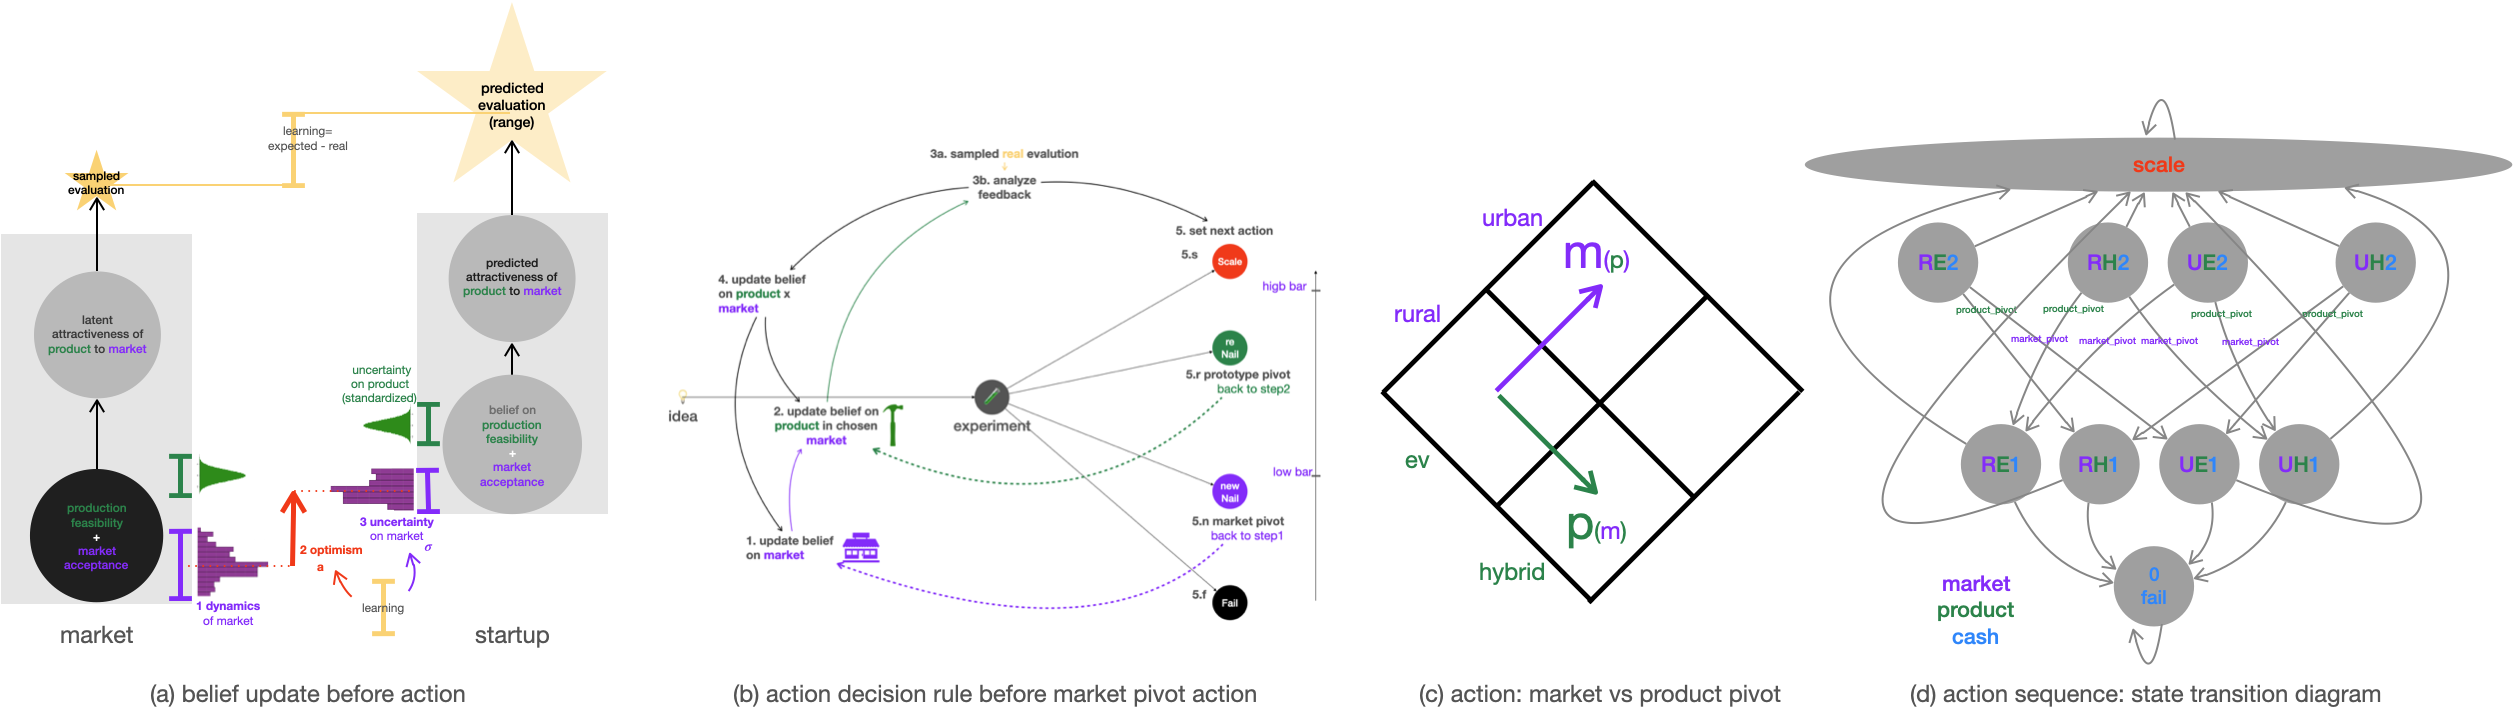 predicted
evaluation
(range)
learning=
expected - real
sampled
evaluation
predicted
attractiveness of
product to market
latent
attractiveness of
product to market
uncertainty
on product
(standardized)
belief on
production
feasibility
+
market
acceptance
production
feasibility
+
market
acceptance
3 uncertainty
on market
σ
2 optimism
a
learning
1 dynamics
of market
market
startup
(a) belief update before action
3a. sampled real evalution
3b. analyze
feedback
5. set next action
5.s
Scale
4. update belief
on product x
market
higb bar
re
Nail
5.r prototype pivot
back to step2
idea
2. update belief on
product in chosen
market
experiment
low bar
new
Nail
5.n market pivot
back to step1
1. update belief
on market
5.f
Fail
(b) action decision rule before market pivot action
urban
m(p)
rural
ev
p(m)
hybrid
(c) action: market vs product pivot
scale
RE2
RH2
UE2
UH2
product_pivot
product_pivot
product_pivot
product_pivot
market_pivot
market_pivot
market_pivot
market_pivot
RE1
RH1
UE1
UH1
0
fail
market
product
cash
(d) action sequence: state transition diagram